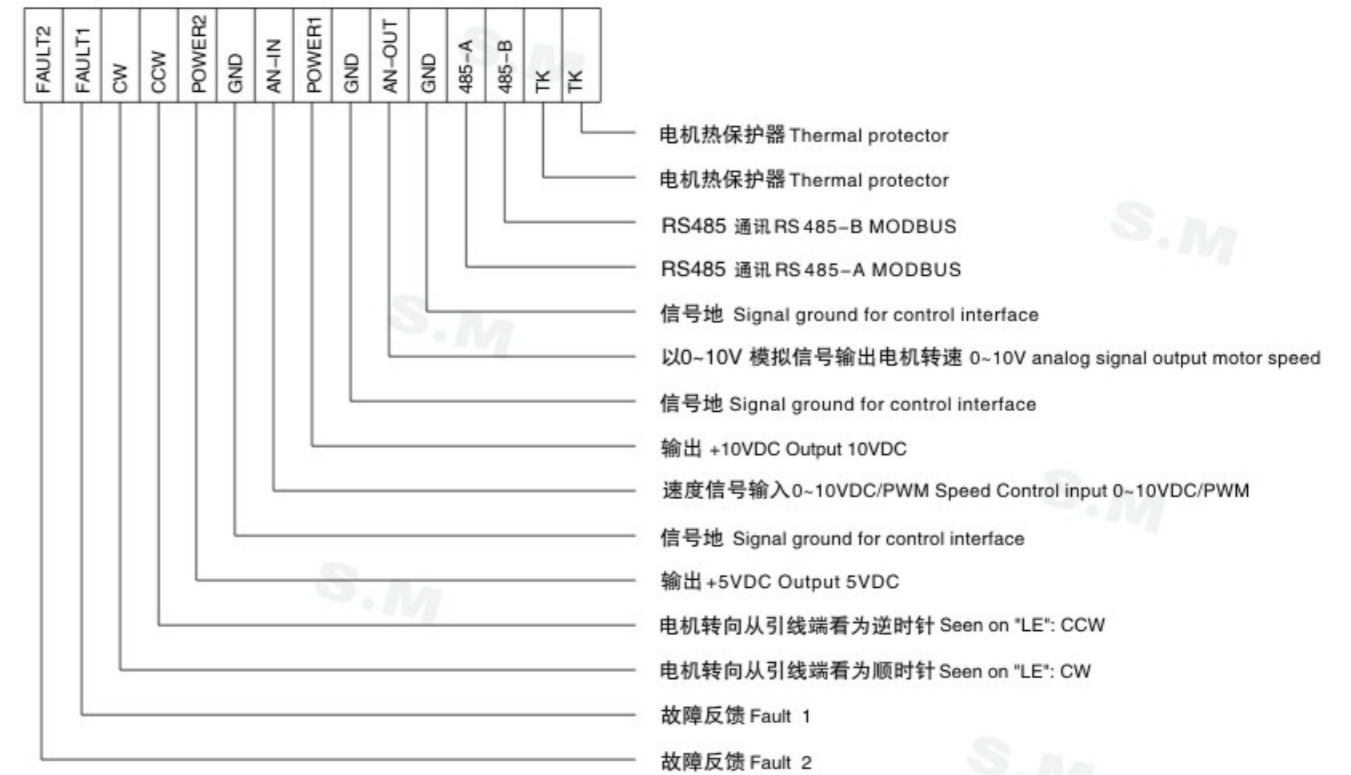 FAULT2
FAULT1
CW
CCW
POWER2
GND
AN-IN
POWER1
GND
AN-OUT
GND
485-A
485-B
TK
TK
电机热保护器 Thermal protector
电机热保护器 Thermal protector
RS485 通讯 RS 485-B MODBUS
RS485 通讯 RS 485-A MODBUS
信号地 Signal ground for control interface
以0~10V 模拟信号输出电机转速 0~10V analog signal output motor speed
信号地 Signal ground for control interface
输出 +10VDC Output 10VDC
速度信号输入0~10VDC/PWM Speed Control input 0~10VDC/PWM
信号地 Signal ground for control interface
输出 +5VDC Output 5VDC
电机转向从引线端看为逆时针 Seen on "LE": CCW
电机转向从引线端看为顺时针 Seen on "LE": CW
故障反馈 Fault 1
故障反馈 Fault 2
S.M
S.M
S.M
S.M
S.M
S.M